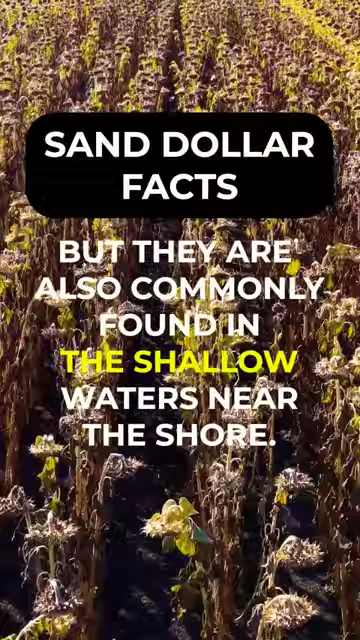 SAND DOLLAR
FACTS
BUT THEY ARE
ALSO COMMONLY
FOUND IN
THE SHALLOW
WATERS NEAR
THE SHORE.